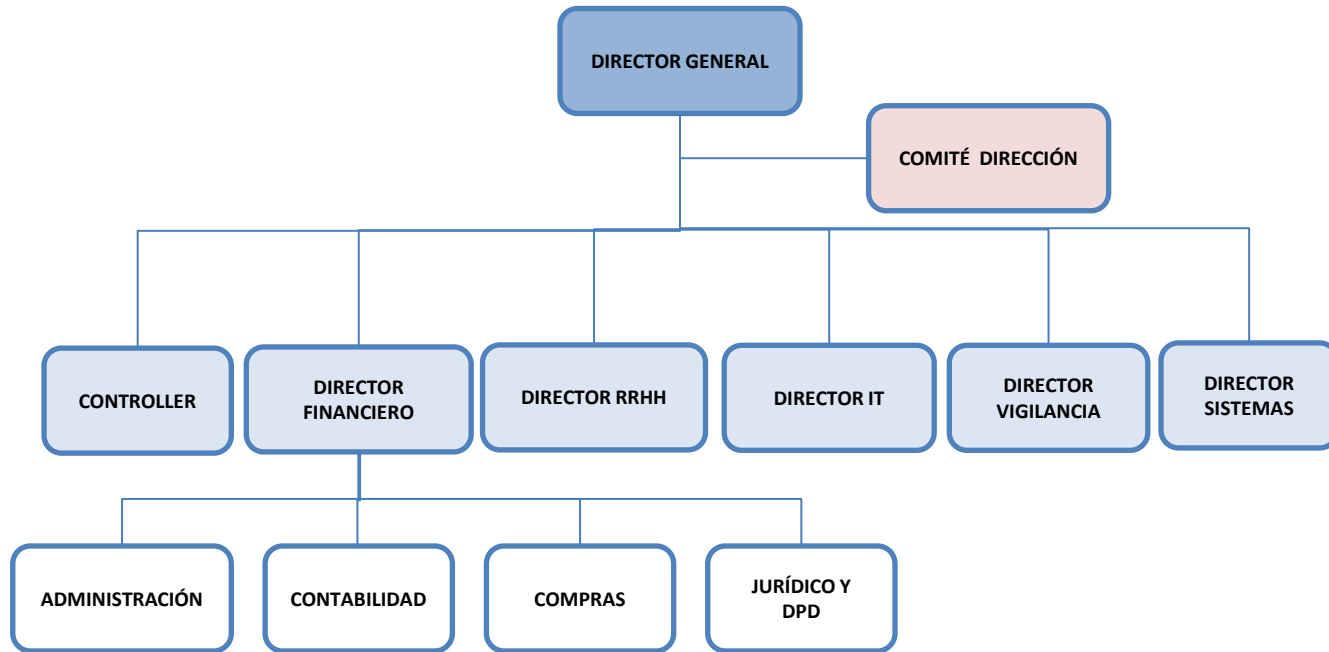 DIRECTOR GENERAL
COMITÉ DIRECCIÓN
CONTROLLER
DIRECTOR
FINANCIERO
DIRECTOR RRHH
DIRECTOR IT
DIRECTOR
VIGILANCIA
DIRECTOR
SISTEMAS
ADMINISTRACIÓN
CONTABILIDAD
COMPRAS
JURÍDICO Y
DPD